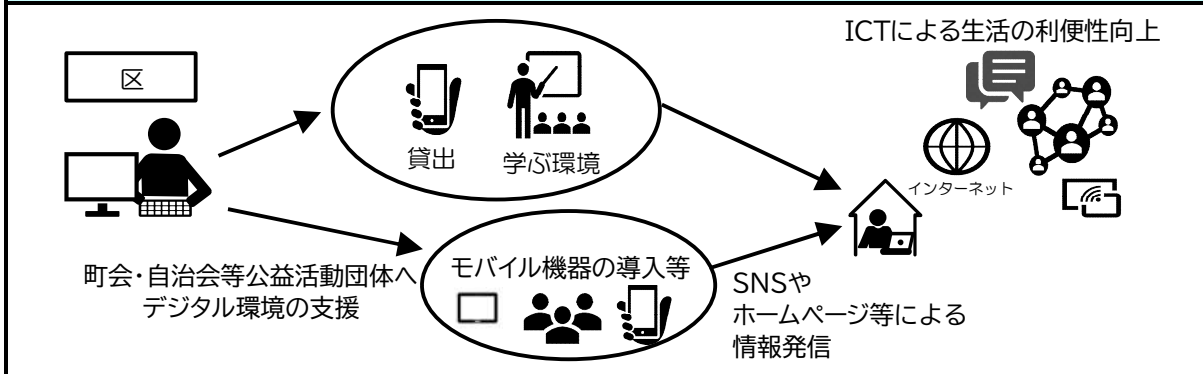 ICTによる生活の利便性向上
区
貸出
学ぶ環境
インターネット
町会・自治会等公益活動団体へ
デジタル環境の支援
モバイル機器の導入等
SNSや
ホームページ等による
情報発信